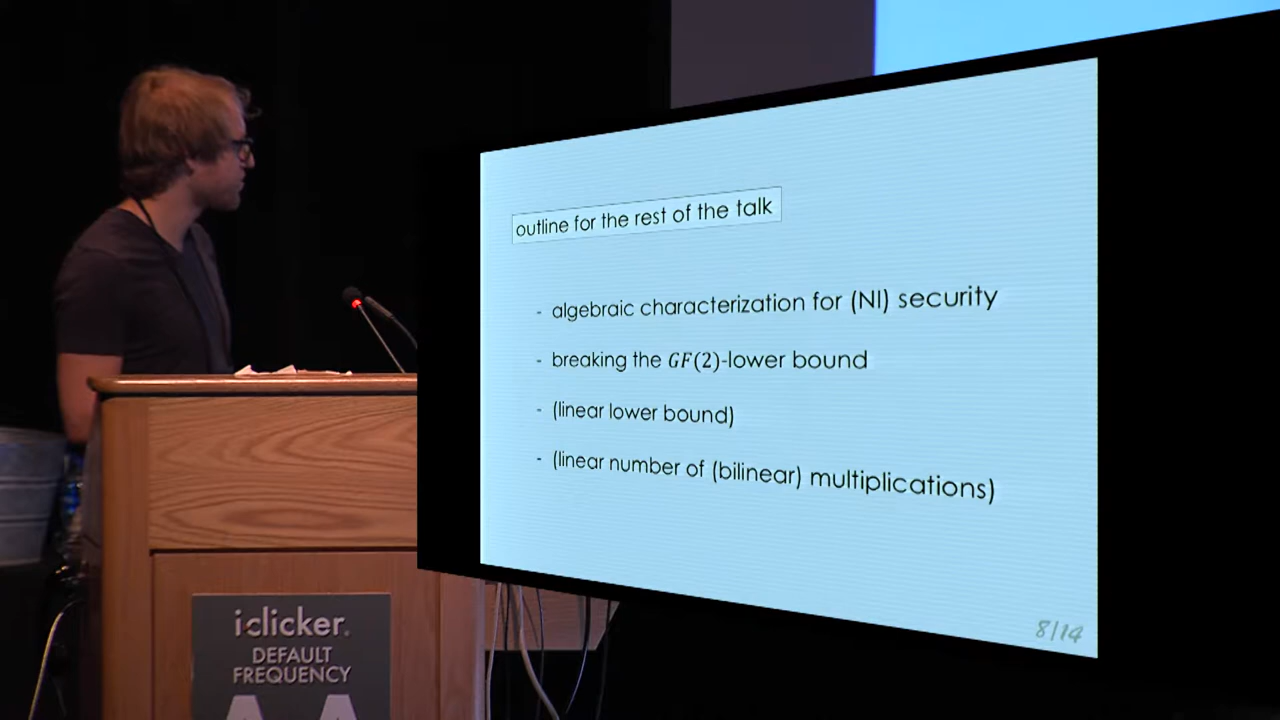 outline for the rest of the talk
- algebraic characterization for (NI) security
- breaking the GF(2)-lower bound
- (linear lower bound)
- (linear number of (bilinear) multiplications)
8/14
i>clicker.
DEFAULT
FREQUENCY
AA